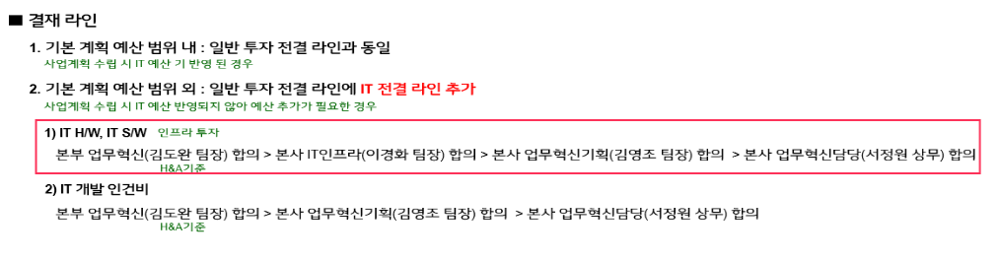 ■ 결재 라인
1. 기본 계획 예산 범위 내 : 일반 투자 전결 라인과 동일
사업계획 수립 시 IT 예산 기 반영 된 경우
2. 기본 계획 예산 범위 외 : 일반 투자 전결 라인에 IT 전결 라인 추가
사업계획 수립 시 IT 예산 반영되지 않아 예산 추가가 필요한 경우
1) IT H/W, IT S/W 인프라 투자
본부 업무혁신(김도완 팀장) 합의 > 본사 IT인프라(이경화 팀장) 합의 > 본사 업무혁신기획(김영조 팀장) 합의 > 본사 업무혁신담당(서정원 상무) 합의
H&A기준
2) IT 개발 인건비
본부 업무혁신(김도완 팀장) 합의 > 본사 업무혁신기획(김영조 팀장) 합의 > 본사 업무혁신담당(서정원 상무) 합의
H&A기준